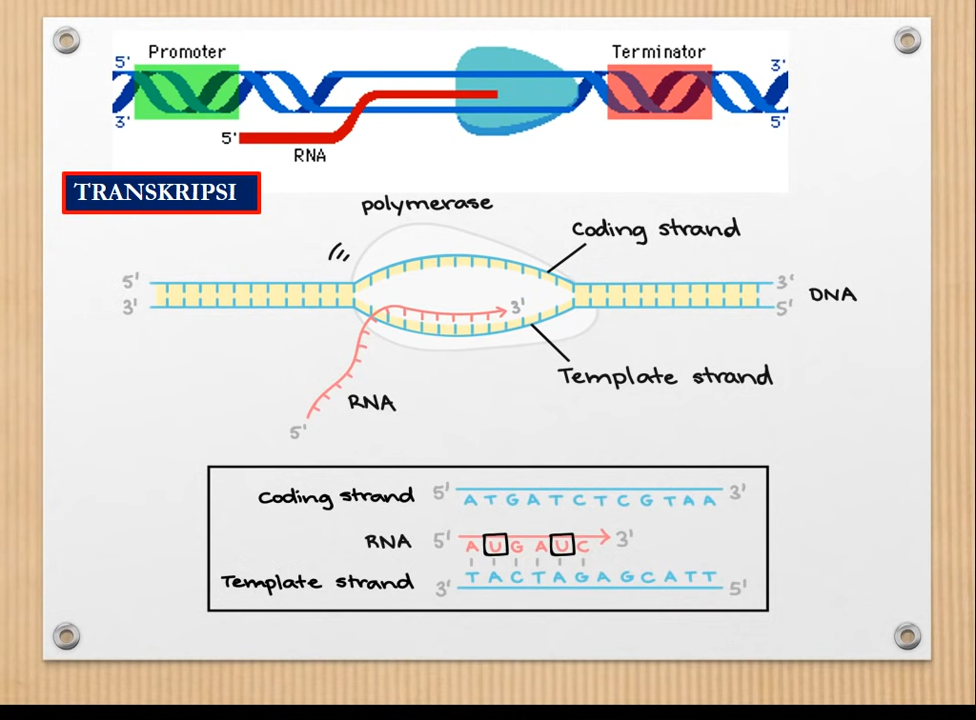 Promoter
Terminator
5'
3'
3'
5'
5'
RNA
TRANSKRIPSI
polymerase
Coding strand
5'
3'
3'
5'
DNA
3'
Template strand
RNA
5'
Coding strand 5' ATGATCTCGTAA 3'
RNA 5' AUGAUC 3'
Template strand 3' TACTAGAGCATT 5'